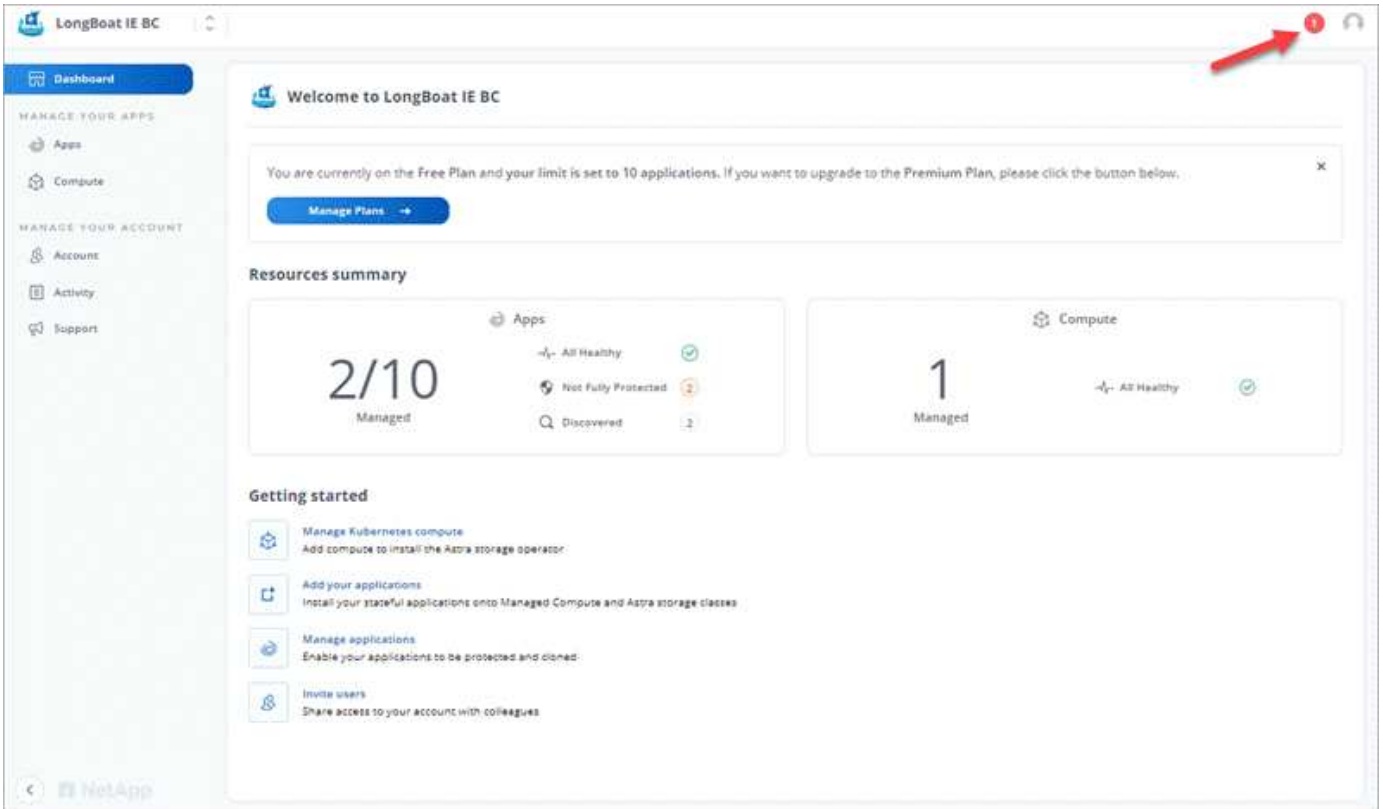 LongBoat IE BC
1
Dashboard
MANAGE YOUR APPS
Apps
Compute
MANAGE YOUR ACCOUNT
Account
Activity
Support
NetApp
Welcome to LongBoat IE BC
You are currently on the Free Plan and your limit is set to 10 applications. If you want to upgrade to the Premium Plan, please click the button below.
Manage Plans
Resources summary
Apps
2/10
Managed
All Healthy
Not Fully Protected 2
Discovered 2
Compute
1
Managed
All Healthy
Getting started
Manage Kubernetes compute
Add compute to install the Astra storage operator
Add your applications
Install your stateful applications onto Managed Compute and Astra storage classes
Manage applications
Enable your applications to be protected and cloned
Invite users
Share access to your account with colleagues